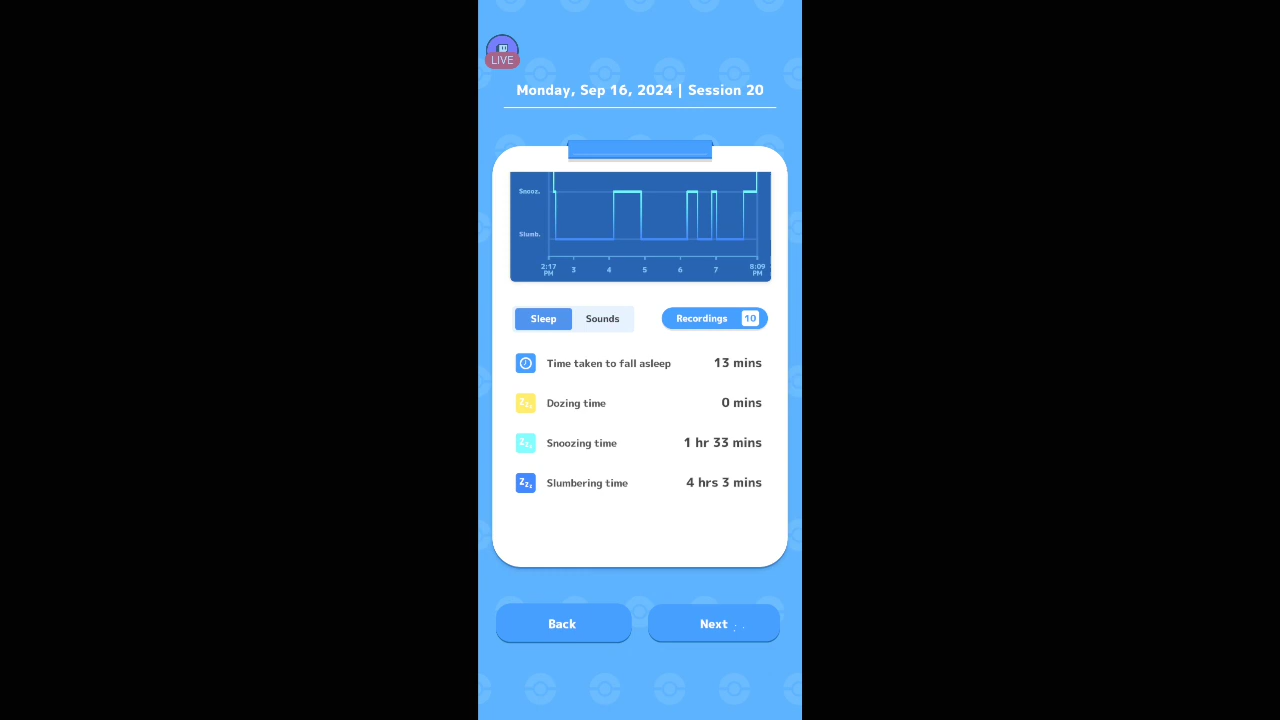 LIVE
Monday, Sep 16, 2024 | Session 20
Snooz.
Slumb.
2:17 PM 3 4 5 6 7 8:09 PM
Sleep Sounds Recordings 10
Time taken to fall asleep 13 mins
Dozing time 0 mins
Snoozing time 1 hr 33 mins
Slumbering time 4 hrs 3 mins
Back Next